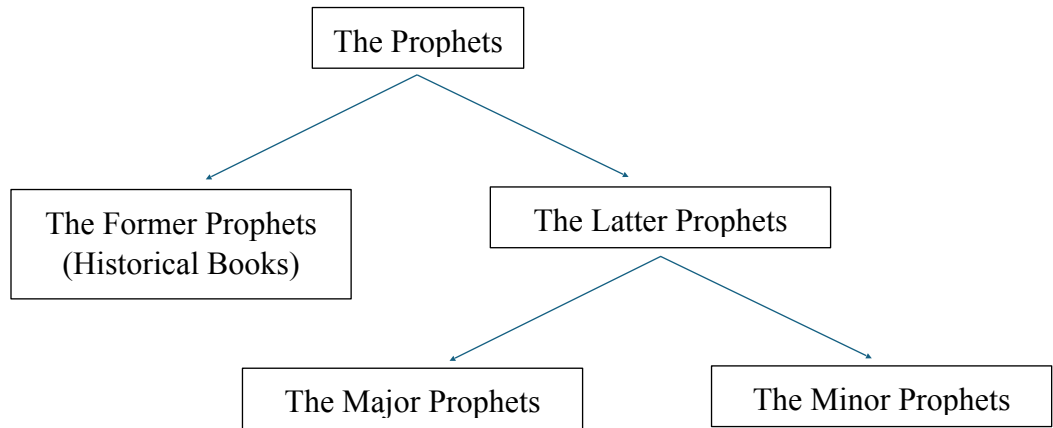 The Prophets
The Former Prophets
(Historical Books)
The Latter Prophets
The Major Prophets
The Minor Prophets